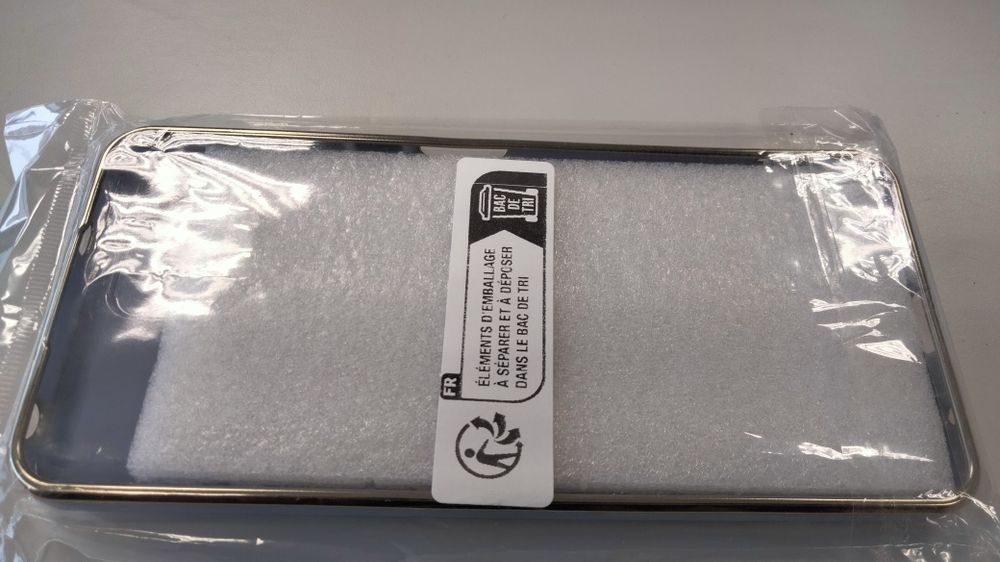 FR
ÉLÉMENTS D'EMBALLAGE
À SÉPARER ET À DÉPOSER
DANS LE BAC DE TRI
BAC
DE
TRI